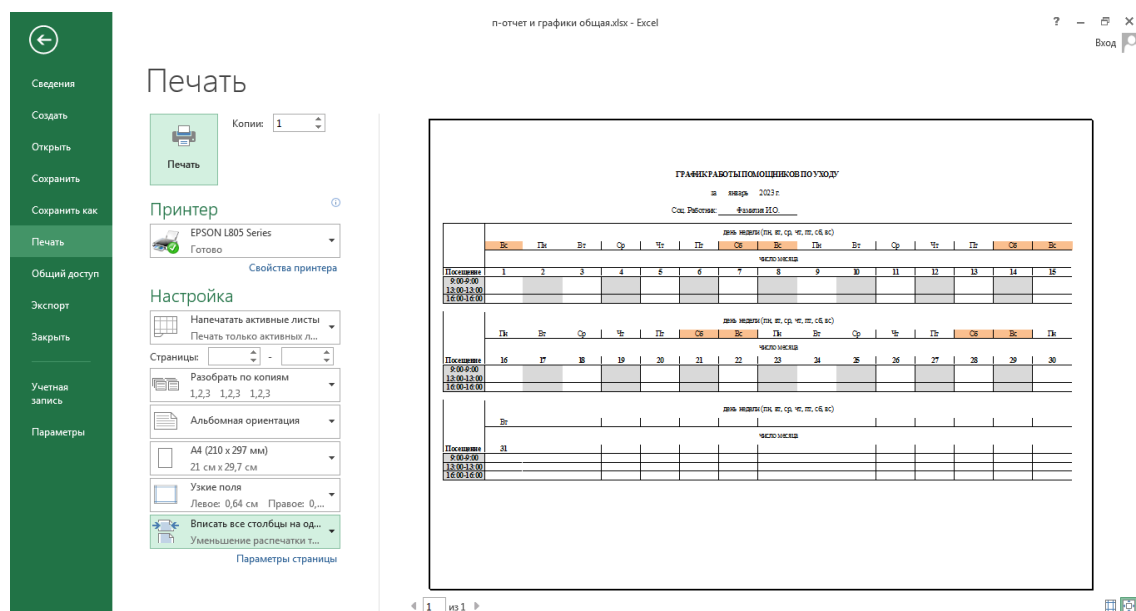 п-отчет и графики общая.xlsx - Excel
? – ×
Вход
Сведения
Создать
Открыть
Сохранить
Сохранить как
Печать
Общий доступ
Экспорт
Закрыть
Учетная
запись
Параметры
Печать
Печать
Копии: 1
Принтер
EPSON L805 Series
Готово
Свойства принтера
Настройка
Напечатать активные листы
Печать только активных л...
Страницы: -
Разобрать по копиям
1,2,3 1,2,3 1,2,3
Альбомная ориентация
A4 (210 x 297 мм)
21 см x 29,7 см
Узкие поля
Левое: 0,64 см Правое: 0,...
Вписать все столбцы на од...
Уменьшение распечатки т...
Параметры страницы
ГРАФИК РАБОТЫ ПОМОЩНИКОВ ПО УХОДУ
за январь 2023 г.
Соц. Работник: Фамилия И.О.
день недели (пн, вт, ср, чт, пт, сб, вс)
Вс Пн Вт Ср Чт Пт Сб Вс Пн Вт Ср Чт Пт Сб Вс
число месяца
Посещение 1 2 3 4 5 6 7 8 9 10 11 12 13 14 15
9:00-9:00
13:00-13:00
16:00-16:00
день недели (пн, вт, ср, чт, пт, сб, вс)
Пн Вт Ср Чт Пт Сб Вс Пн Вт Ср Чт Пт Сб Вс Пн
число месяца
Посещение 16 17 18 19 20 21 22 23 24 25 26 27 28 29 30
9:00-9:00
13:00-13:00
16:00-16:00
день недели (пн, вт, ср, чт, пт, сб, вс)
Вт
число месяца
Посещение 31
9:00-9:00
13:00-13:00
16:00-16:00
1 из 1